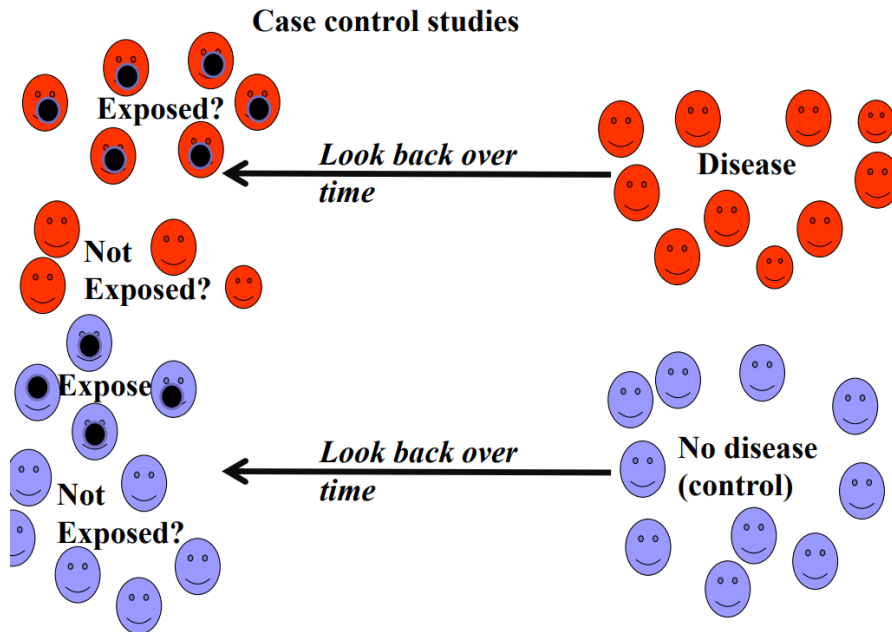 Case control studies
Exposed?
Look back over
time
Disease
Not
Exposed?
Expose
Look back over
time
No disease
(control)
Not
Exposed?